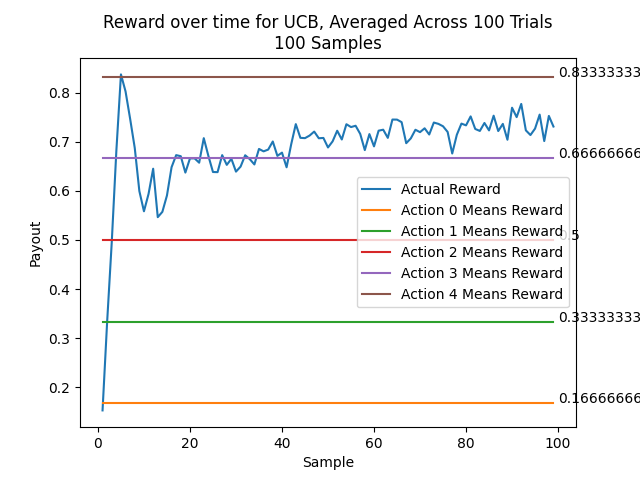 Reward over time for UCB, Averaged Across 100 Trials
100 Samples
0.83333333
0.8
0.7
0.66666666
0.6
Actual Reward
Action 0 Means Reward
Action 1 Means Reward
0.5
0.5
Action 2 Means Reward
Action 3 Means Reward
Action 4 Means Reward
0.4
0.33333333
0.3
0.2
0.16666666
Payout
0
20
40
60
80
100
Sample